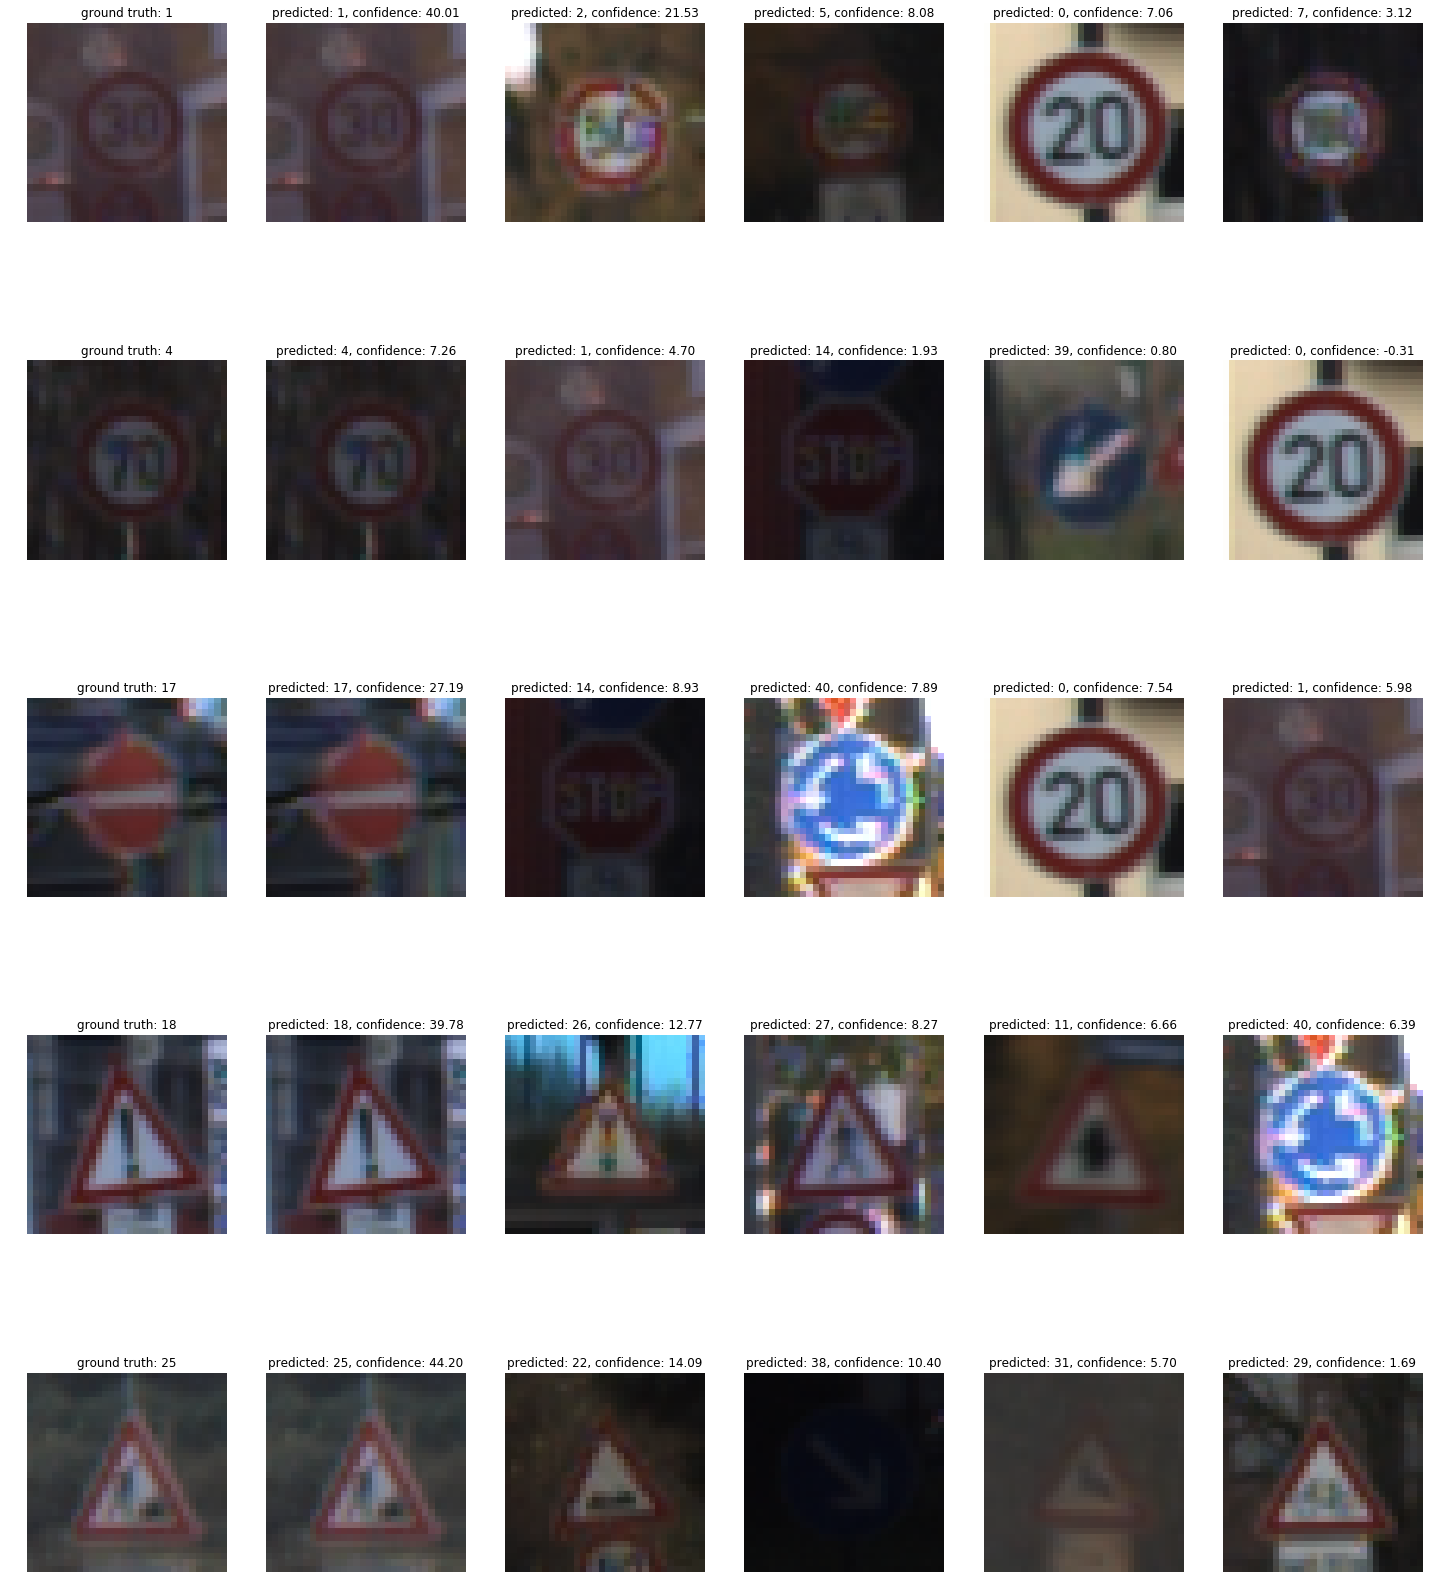 ground truth: 1
predicted: 1, confidence: 40.01
predicted: 2, confidence: 21.53
predicted: 5, confidence: 8.08
predicted: 0, confidence: 7.06
predicted: 7, confidence: 3.12
30
30
20
ground truth: 4
predicted: 4, confidence: 7.26
predicted: 1, confidence: 4.70
predicted: 14, confidence: 1.93
predicted: 39, confidence: 0.80
predicted: 0, confidence: -0.31
70
70
30
STOP
20
ground truth: 17
predicted: 17, confidence: 27.19
predicted: 14, confidence: 8.93
predicted: 40, confidence: 7.89
predicted: 0, confidence: 7.54
predicted: 1, confidence: 5.98
STOP
20
30
ground truth: 18
predicted: 18, confidence: 39.78
predicted: 26, confidence: 12.77
predicted: 27, confidence: 8.27
predicted: 11, confidence: 6.66
predicted: 40, confidence: 6.39
ground truth: 25
predicted: 25, confidence: 44.20
predicted: 22, confidence: 14.09
predicted: 38, confidence: 10.40
predicted: 31, confidence: 5.70
predicted: 29, confidence: 1.69